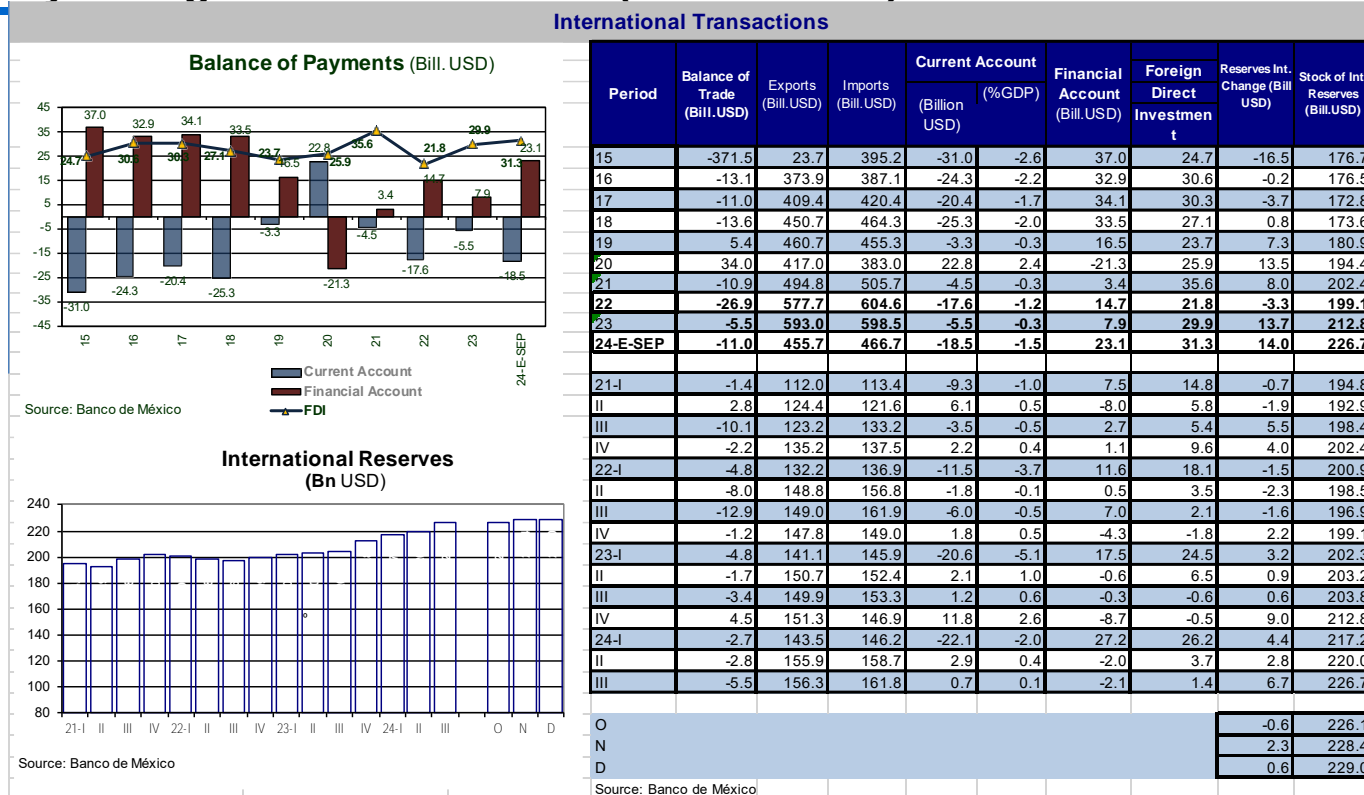 International Transactions
Balance of Payments (Bill. USD)
45
35
25
15
5
-5
-15
-25
-35
-45
37.0
32.9
34.1
33.5
16.5
22.8
3.4
14.7
7.9
23.1
24.7
30.6
30.3
27.1
23.7
25.9
35.6
21.8
29.9
31.3
-31.0
-24.3
-20.4
-25.3
-3.3
-21.3
-4.5
-17.6
-5.5
-18.5
15
16
17
18
19
20
21
22
23
24-E-SEP
Current Account
Financial Account
FDI
Source: Banco de México
International Reserves
(Bn USD)
240
220
200
180
160
140
120
100
80
21-I II III IV 22-I II III IV 23-I II III IV 24-I II III O N D
Source: Banco de México
Period
Balance of Trade (Bill.USD)
Exports (Bill.USD)
Imports (Bill.USD)
Current Account
(Billion USD)
(%GDP)
Financial Account (Bill.USD)
Foreign
Direct
Investmen
t
Reserves Int. Change (Bill USD)
Stock of Int Reserves (Bill.USD)
15 -371.5 23.7 395.2 -31.0 -2.6 37.0 24.7 -16.5 176.7
16 -13.1 373.9 387.1 -24.3 -2.2 32.9 30.6 -0.2 176.5
17 -11.0 409.4 420.4 -20.4 -1.7 34.1 30.3 -3.7 172.8
18 -13.6 450.7 464.3 -25.3 -2.0 33.5 27.1 0.8 173.6
19 5.4 460.7 455.3 -3.3 -0.3 16.5 23.7 7.3 180.9
20 34.0 417.0 383.0 22.8 2.4 -21.3 25.9 13.5 194.4
21 -10.9 494.8 505.7 -4.5 -0.3 3.4 35.6 8.0 202.4
22 -26.9 577.7 604.6 -17.6 -1.2 14.7 21.8 -3.3 199.1
23 -5.5 593.0 598.5 -5.5 -0.3 7.9 29.9 13.7 212.8
24-E-SEP -11.0 455.7 466.7 -18.5 -1.5 23.1 31.3 14.0 226.7
21-I -1.4 112.0 113.4 -9.3 -1.0 7.5 14.8 -0.7 194.8
II 2.8 124.4 121.6 6.1 0.5 -8.0 5.8 -1.9 192.9
III -10.1 123.2 133.2 -3.5 -0.5 2.7 5.4 5.5 198.4
IV -2.2 135.2 137.5 2.2 0.4 1.1 9.6 4.0 202.4
22-I -4.8 132.2 136.9 -11.5 -3.7 11.6 18.1 -1.5 200.9
II -8.0 148.8 156.8 -1.8 -0.1 0.5 3.5 -2.3 198.5
III -12.9 149.0 161.9 -6.0 -0.5 7.0 2.1 -1.6 196.9
IV -1.2 147.8 149.0 1.8 0.5 -4.3 -1.8 2.2 199.1
23-I -4.8 141.1 145.9 -20.6 -5.1 17.5 24.5 3.2 202.3
II -1.7 150.7 152.4 2.1 1.0 -0.6 6.5 0.9 203.2
III -3.4 149.9 153.3 1.2 0.6 -0.3 -0.6 0.6 203.8
IV 4.5 151.3 146.9 11.8 2.6 -8.7 -0.5 9.0 212.8
24-I -2.7 143.5 146.2 -22.1 -2.0 27.2 26.2 4.4 217.2
II -2.8 155.9 158.7 2.9 0.4 -2.0 3.7 2.8 220.0
III -5.5 156.3 161.8 0.7 0.1 -2.1 1.4 6.7 226.7
O -0.6 226.1
N 2.3 228.4
D 0.6 229.0
Source: Banco de México